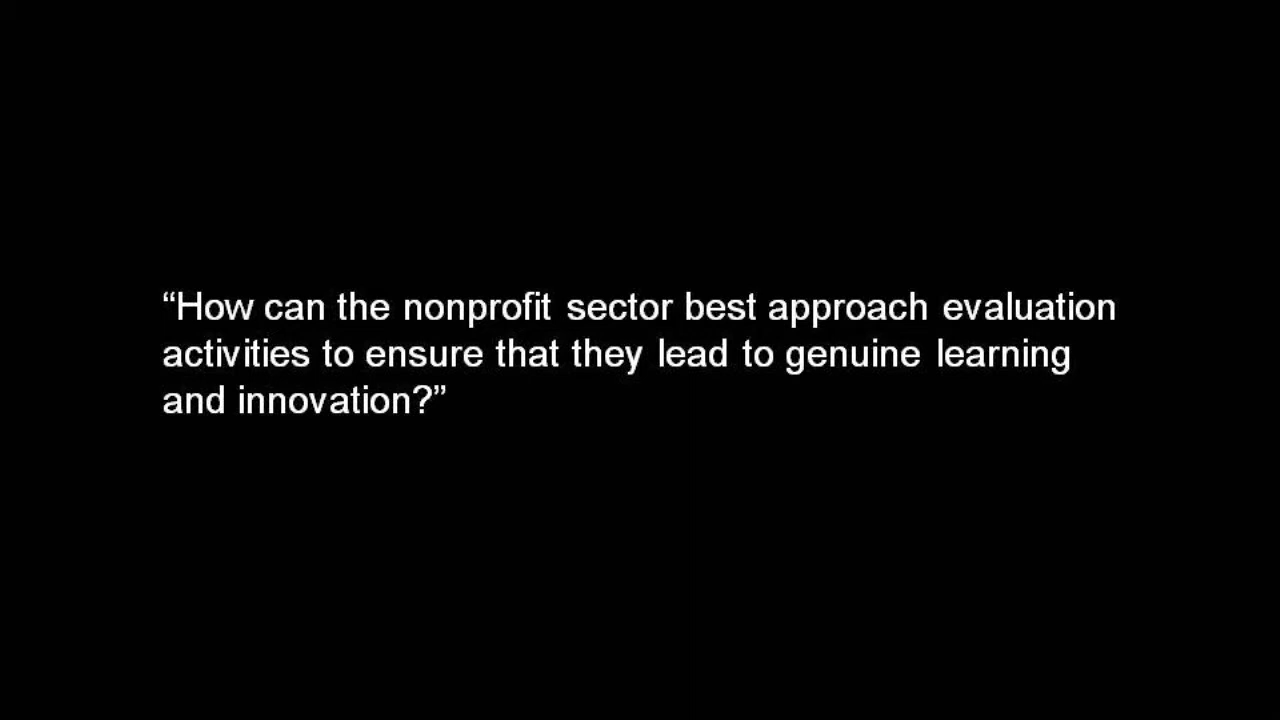 “How can the nonprofit sector best approach evaluation
activities to ensure that they lead to genuine learning
and innovation?”